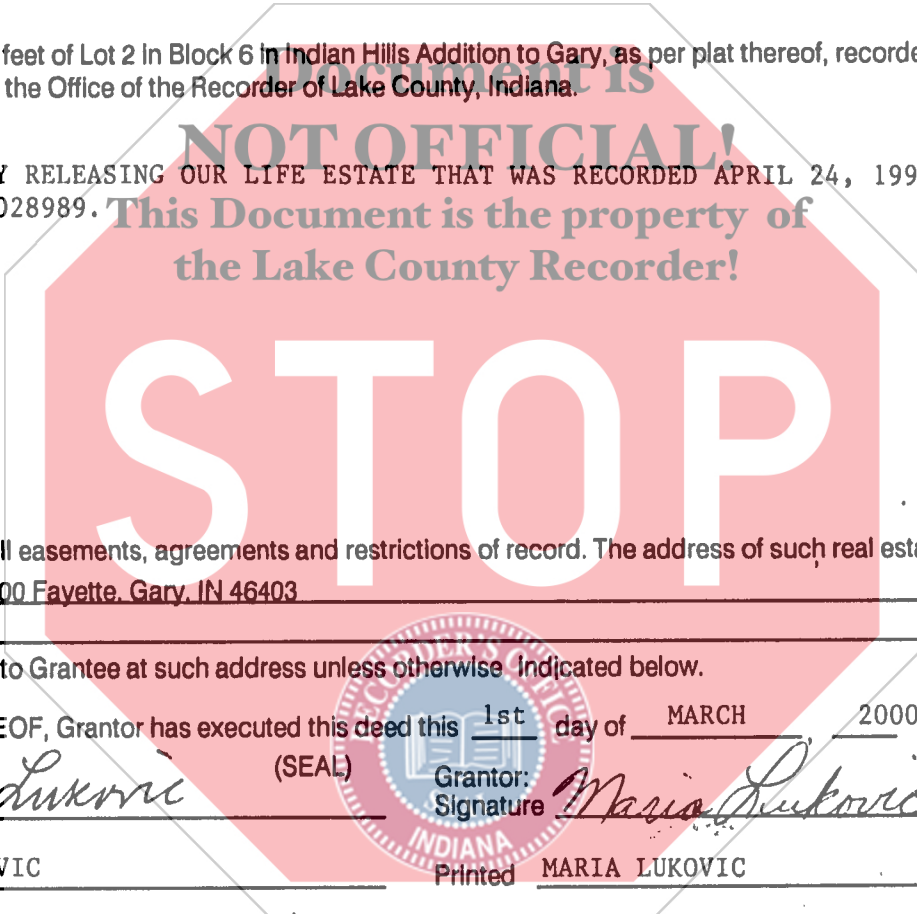 feet of Lot 2 in Block 6 in Indian Hills Addition to Gary, as per plat thereof, recorde
the Office of the Recorder of Lake County, Indiana.
Document is
NOT OFFICIAL!
Y RELEASING OUR LIFE ESTATE THAT WAS RECORDED APRIL 24, 199
028989.
This Document is the property of
the Lake County Recorder!
STOP
ll easements, agreements and restrictions of record. The address of such real esta
00 Fayette, Gary, IN 46403
to Grantee at such address unless otherwise indicated below.
EOF, Grantor has executed this deed this 1st day of MARCH, 2000
Lukovic (SEAL) Grantor:
Signature Maria Lukovic
VIC Printed MARIA LUKOVIC
RECORDER'S OFFICE
INDIANA